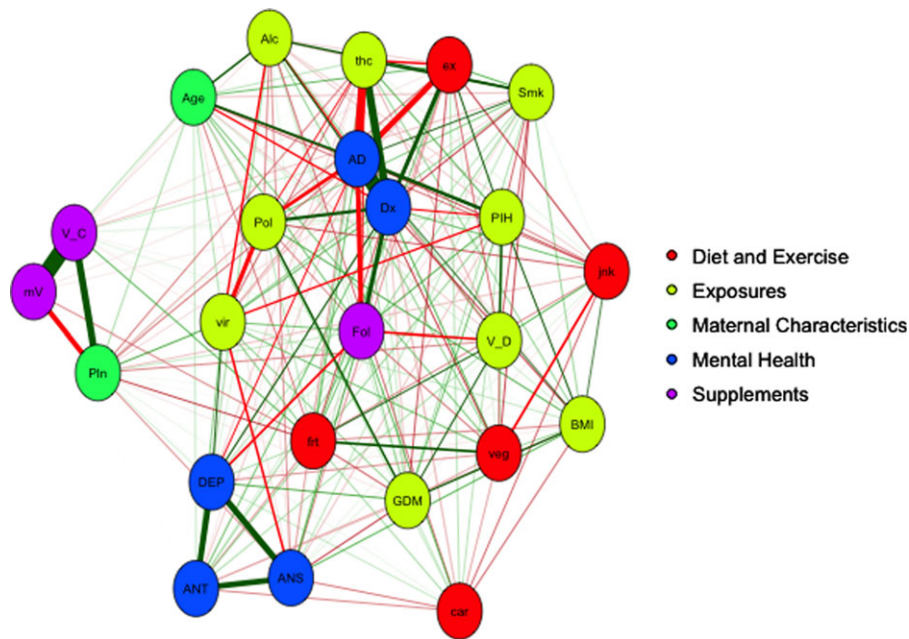 Alc
thc
ex
Smk
Age
AD
Dx
Pol
PIH
V_C
jnk
mV
vir
Fol
V_D
Pln
BMI
frt
veg
DEP
GDM
ANT
ANS
car
Diet and Exercise
Exposures
Maternal Characteristics
Mental Health
Supplements